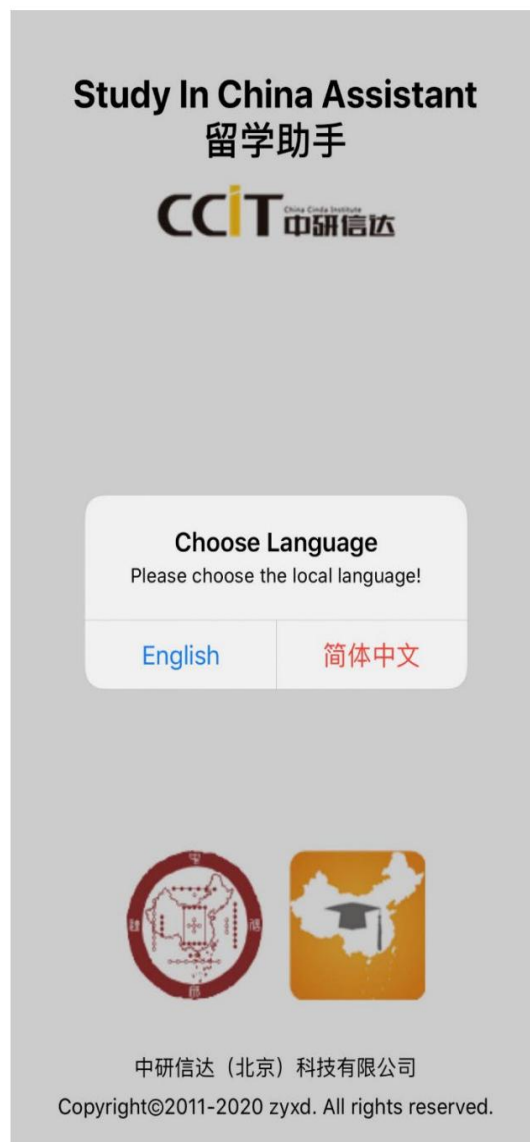 Study In China Assistant
留学助手
CCiT
China Cinda Institute
中研信达
Choose Language
Please choose the local language!
English
简体中文
中研信达（北京）科技有限公司
Copyright©2011-2020 zyxd. All rights reserved.